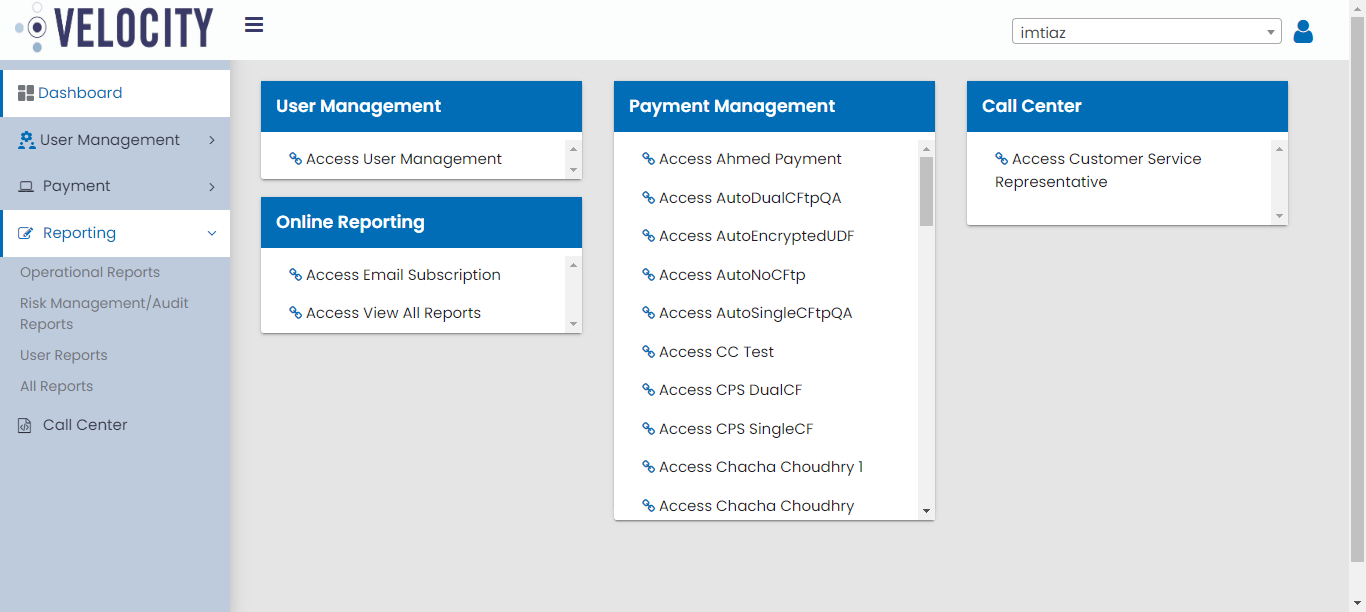 VELOCITY
imtiaz
Dashboard
User Management
Payment
Reporting
Operational Reports
Risk Management/Audit
Reports
User Reports
All Reports
Call Center
User Management
Access User Management
Online Reporting
Access Email Subscription
Access View All Reports
Payment Management
Access Ahmed Payment
Access AutoDualCFtpQA
Access AutoEncryptedUDF
Access AutoNoCFtp
Access AutoSingleCFtpQA
Access CC Test
Access CPS DualCF
Access CPS SingleCF
Access Chacha Choudhry 1
Access Chacha Choudhry
Call Center
Access Customer Service
Representative